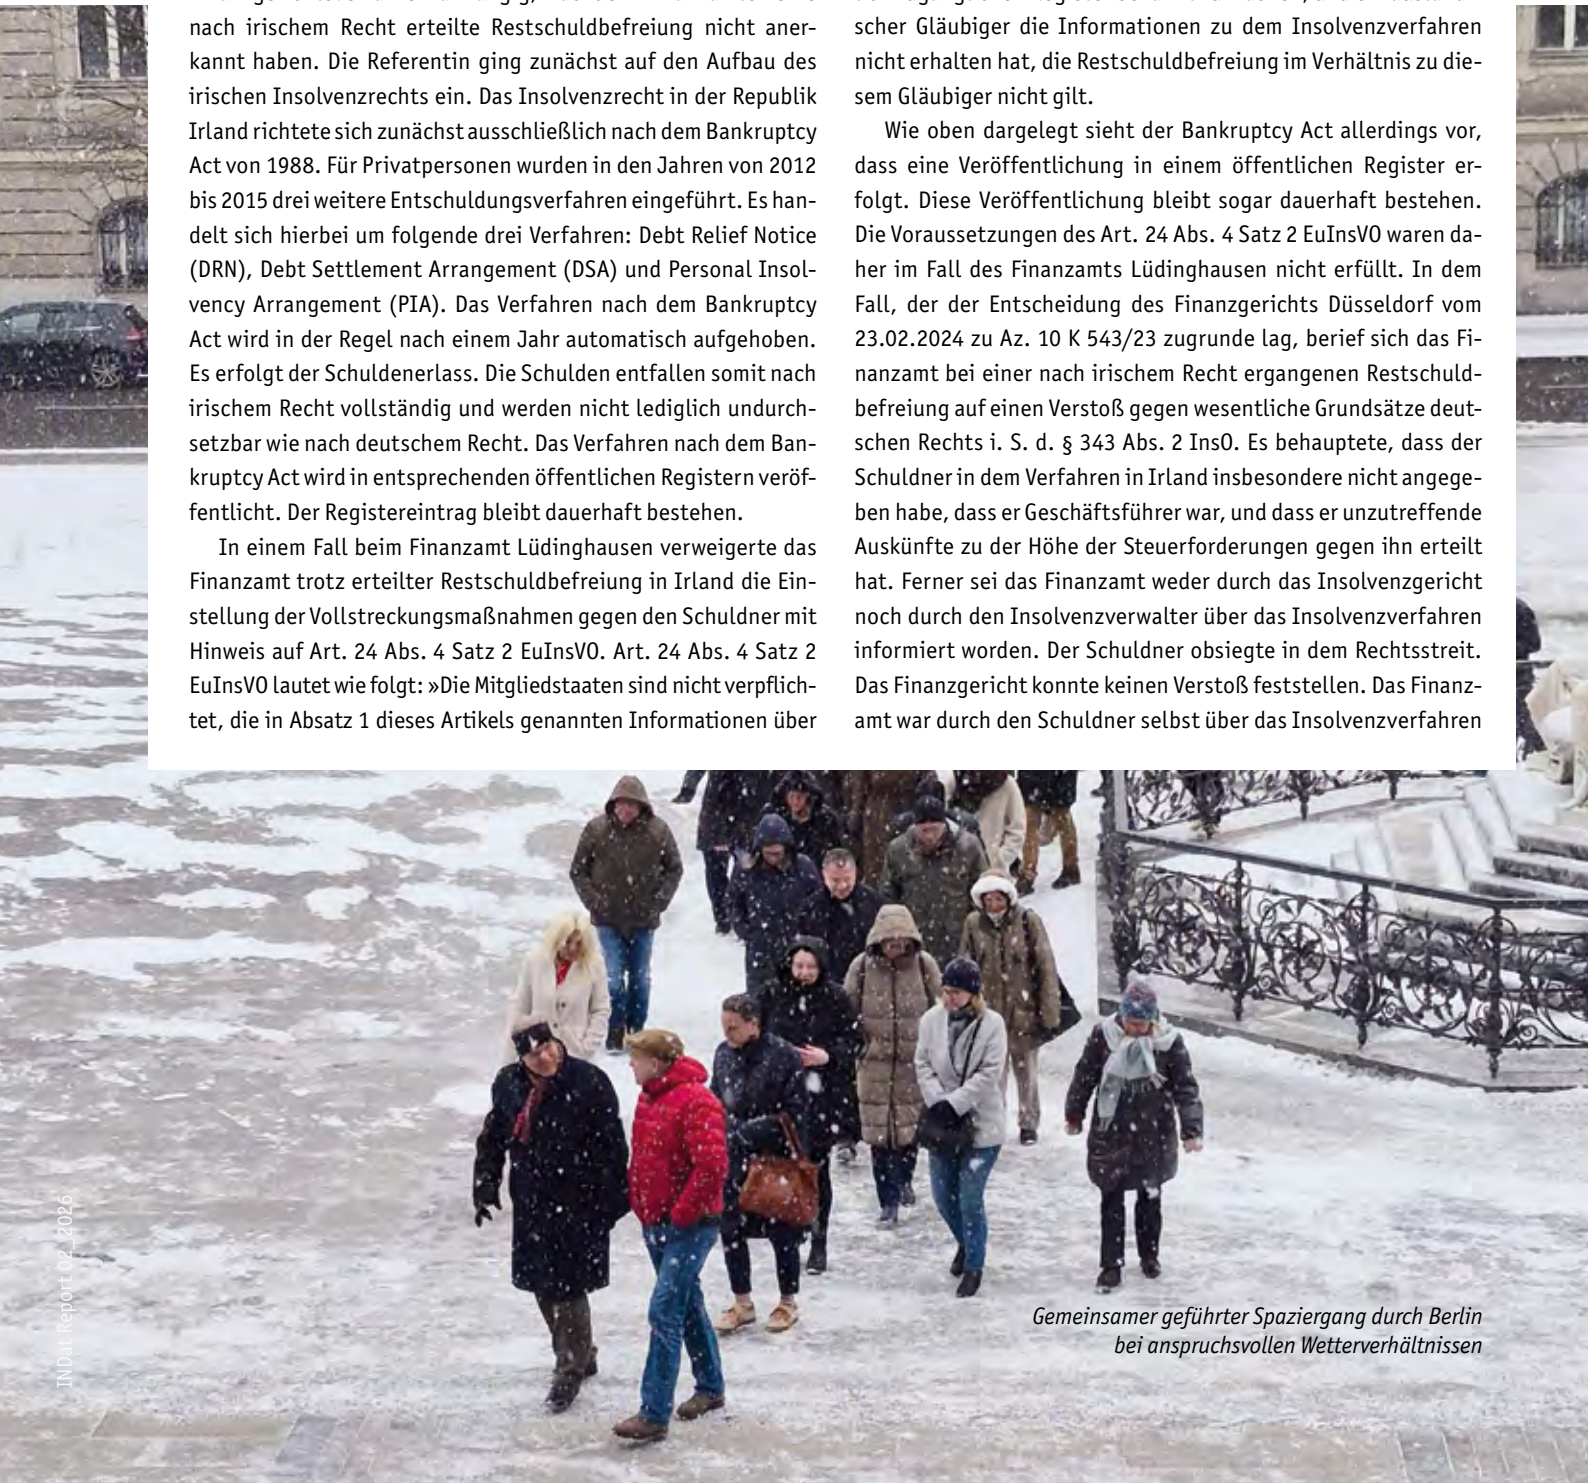 nach irischem Recht erteilte Restschuldbefreiung nicht aner-
kannt haben. Die Referentin ging zunächst auf den Aufbau des
irischen Insolvenzrechts ein. Das Insolvenzrecht in der Republik
Irland richtete sich zunächst ausschließlich nach dem Bankruptcy
Act von 1988. Für Privatpersonen wurden in den Jahren von 2012
bis 2015 drei weitere Entschuldungsverfahren eingeführt. Es han-
delt sich hierbei um folgende drei Verfahren: Debt Relief Notice
(DRN), Debt Settlement Arrangement (DSA) und Personal Insol-
vency Arrangement (PIA). Das Verfahren nach dem Bankruptcy
Act wird in der Regel nach einem Jahr automatisch aufgehoben.
Es erfolgt der Schuldenerlass. Die Schulden entfallen somit nach
irischem Recht vollständig und werden nicht lediglich undurch-
setzbar wie nach deutschem Recht. Das Verfahren nach dem Ban-
kruptcy Act wird in entsprechenden öffentlichen Registern veröf-
fentlicht. Der Registereintrag bleibt dauerhaft bestehen.
In einem Fall beim Finanzamt Lüdinghausen verweigerte das
Finanzamt trotz erteilter Restschuldbefreiung in Irland die Ein-
stellung der Vollstreckungsmaßnahmen gegen den Schuldner mit
Hinweis auf Art. 24 Abs. 4 Satz 2 EuInsVO. Art. 24 Abs. 4 Satz 2
EuInsVO lautet wie folgt: »Die Mitgliedstaaten sind nicht verpflich-
tet, die in Absatz 1 dieses Artikels genannten Informationen über
scher Gläubiger die Informationen zu dem Insolvenzverfahren
nicht erhalten hat, die Restschuldbefreiung im Verhältnis zu die-
sem Gläubiger nicht gilt.
Wie oben dargelegt sieht der Bankruptcy Act allerdings vor,
dass eine Veröffentlichung in einem öffentlichen Register er-
folgt. Diese Veröffentlichung bleibt sogar dauerhaft bestehen.
Die Voraussetzungen des Art. 24 Abs. 4 Satz 2 EuInsVO waren da-
her im Fall des Finanzamts Lüdinghausen nicht erfüllt. In dem
Fall, der der Entscheidung des Finanzgerichts Düsseldorf vom
23.02.2024 zu Az. 10 K 543/23 zugrunde lag, berief sich das Fi-
nanzamt bei einer nach irischem Recht ergangenen Restschuld-
befreiung auf einen Verstoß gegen wesentliche Grundsätze deut-
schen Rechts i. S. d. § 343 Abs. 2 InsO. Es behauptete, dass der
Schuldner in dem Verfahren in Irland insbesondere nicht angege-
ben habe, dass er Geschäftsführer war, und dass er unzutreffende
Auskünfte zu der Höhe der Steuerforderungen gegen ihn erteilt
hat. Ferner sei das Finanzamt weder durch das Insolvenzgericht
noch durch den Insolvenzverwalter über das Insolvenzverfahren
informiert worden. Der Schuldner obsiegte in dem Rechtsstreit.
Das Finanzgericht konnte keinen Verstoß feststellen. Das Finanz-
amt war durch den Schuldner selbst über das Insolvenzverfahren
Gemeinsamer geführter Spaziergang durch Berlin
bei anspruchsvollen Wetterverhältnissen
INDat Report 02_2026